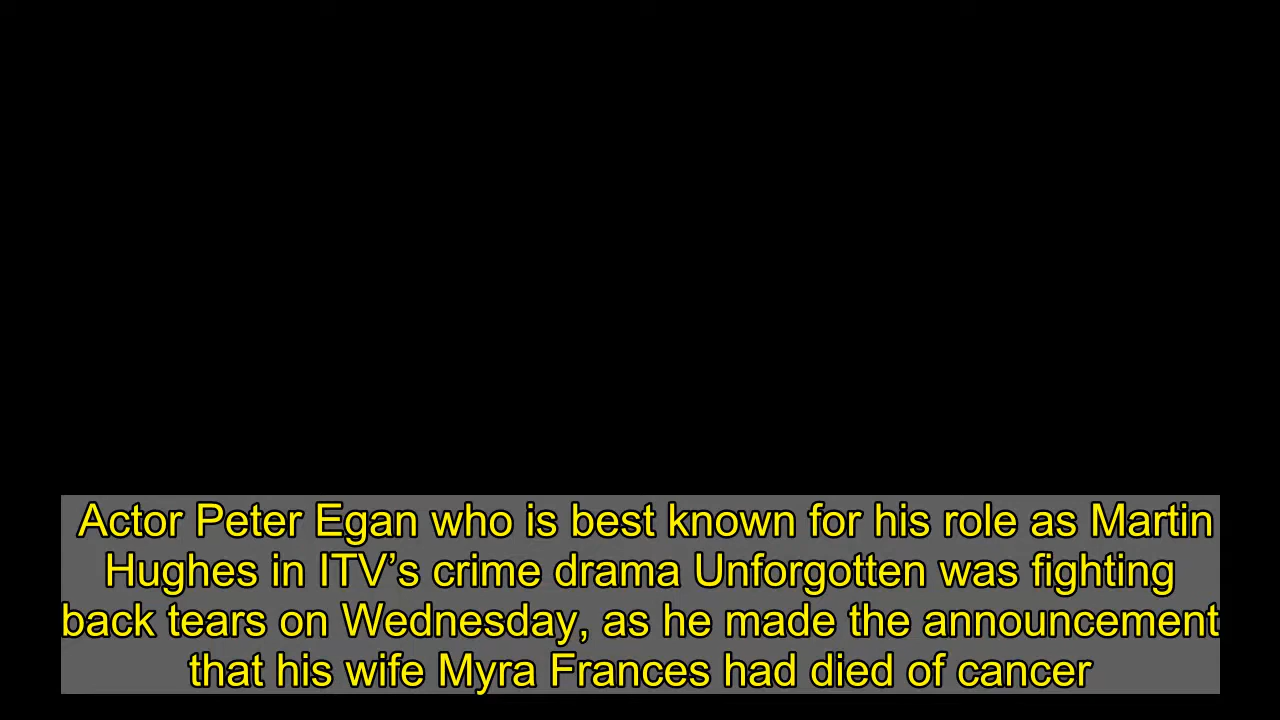 Actor Peter Egan who is best known for his role as Martin
Hughes in ITV’s crime drama Unforgotten was fighting
back tears on Wednesday, as he made the announcement
that his wife Myra Frances had died of cancer